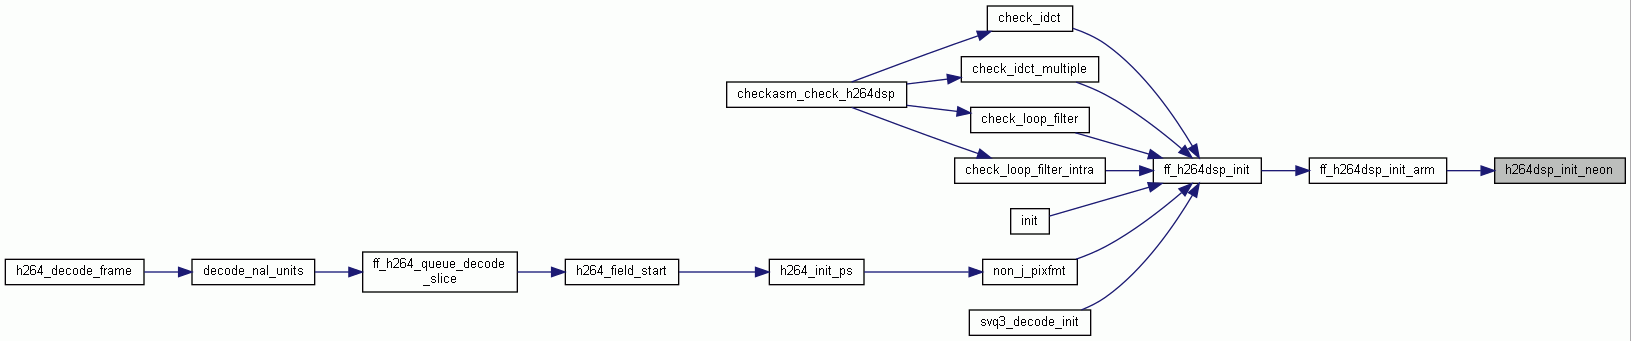 check_idct
check_idct_multiple
checkasm_check_h264dsp
check_loop_filter
check_loop_filter_intra
ff_h264dsp_init
ff_h264dsp_init_arm
h264dsp_init_neon
init
h264_decode_frame
decode_nal_units
ff_h264_queue_decode
_slice
h264_field_start
h264_init_ps
non_j_pixfmt
svq3_decode_init